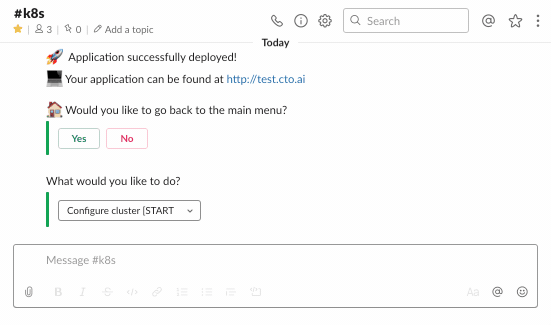 #k8s
3 | 0 | Add a topic
Search
Today
Application successfully deployed!
Your application can be found at http://test.cto.ai
Would you like to go back to the main menu?
Yes No
What would you like to do?
Configure cluster [START
Message #k8s
B I S </> Aa @